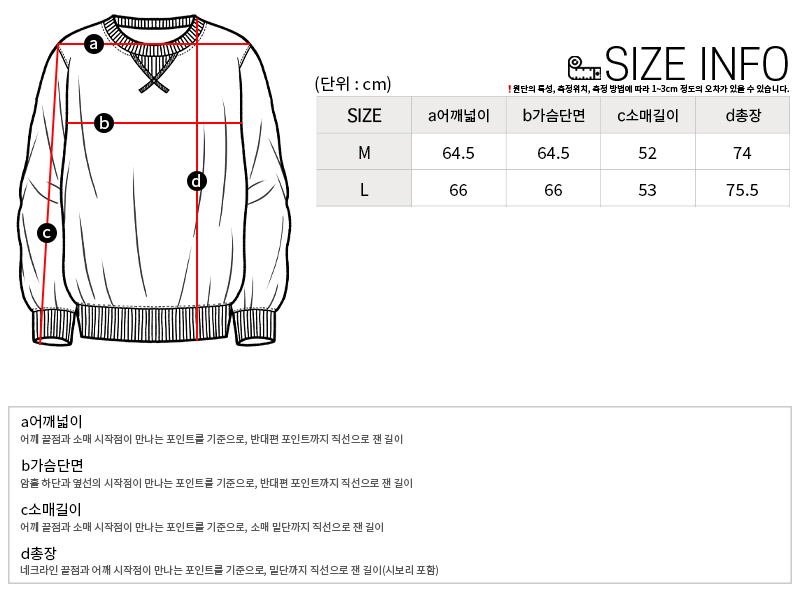 a
b
c
d
SIZE INFO
(단위 : cm)
!원단의 특성, 측정위치, 측정 방법에 따라 1~3cm 정도의 오차가 있을 수 있습니다.
SIZE a어깨넓이 b가슴단면 c소매길이 d총장
M 64.5 64.5 52 74
L 66 66 53 75.5
a어깨넓이
어께 끝점과 소매 시작점이 만나는 포인트를 기준으로, 반대편 포인트까지 직선으로 잰 길이
b가슴단면
암홀 하단과 옆선의 시작점이 만나는 포인트를 기준으로, 반대편 포인트까지 직선으로 잰 길이
c소매길이
어께 끝점과 소매 시작점이 만나는 포인트를 기준으로, 소매 밑단까지 직선으로 잰 길이
d총장
네크라인 끝점과 어깨 시작점이 만나는 포인트를 기준으로, 밑단까지 직선으로 잰 길이(시보리 포함)